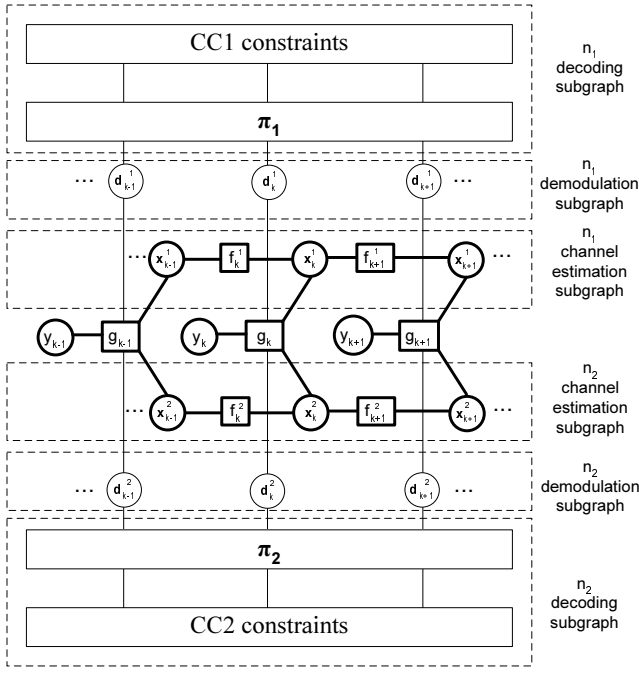 CC1 constraints
n₁
decoding
subgraph
π₁
··· d¹ₖ₋₁ d¹ₖ d¹ₖ₊₁ ···
n₁
demodulation
subgraph
··· x¹ₖ₋₁ f¹ₖ x¹ₖ f¹ₖ₊₁ x¹ₖ₊₁ ···
n₁
channel
estimation
subgraph
yₖ₋₁ gₖ₋₁ yₖ gₖ yₖ₊₁ gₖ₊₁
··· x²ₖ₋₁ f²ₖ x²ₖ f²ₖ₊₁ x²ₖ₊₁ ···
n₂
channel
estimation
subgraph
··· d²ₖ₋₁ d²ₖ d²ₖ₊₁ ···
n₂
demodulation
subgraph
π₂
n₂
decoding
subgraph
CC2 constraints